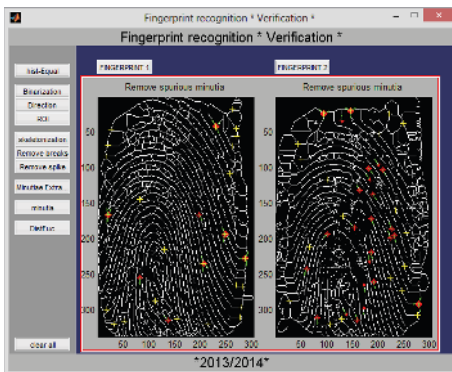 Fingerprint recognition * Verification *
Fingerprint recognition * Verification *
FINGERPRINT 1
FINGERPRINT 2
Hist-Equal
Binarization
Direction
ROI
skeletonization
Remove breaks
Remove spike
Minutiae Extra.
minutia
DistEuc
clear all
Remove spurious minutia
50
100
150
200
250
300
50 100 150 200 250 300
Remove spurious minutia
50
100
150
200
250
300
50 100 150 200 250 300
*2013/2014*